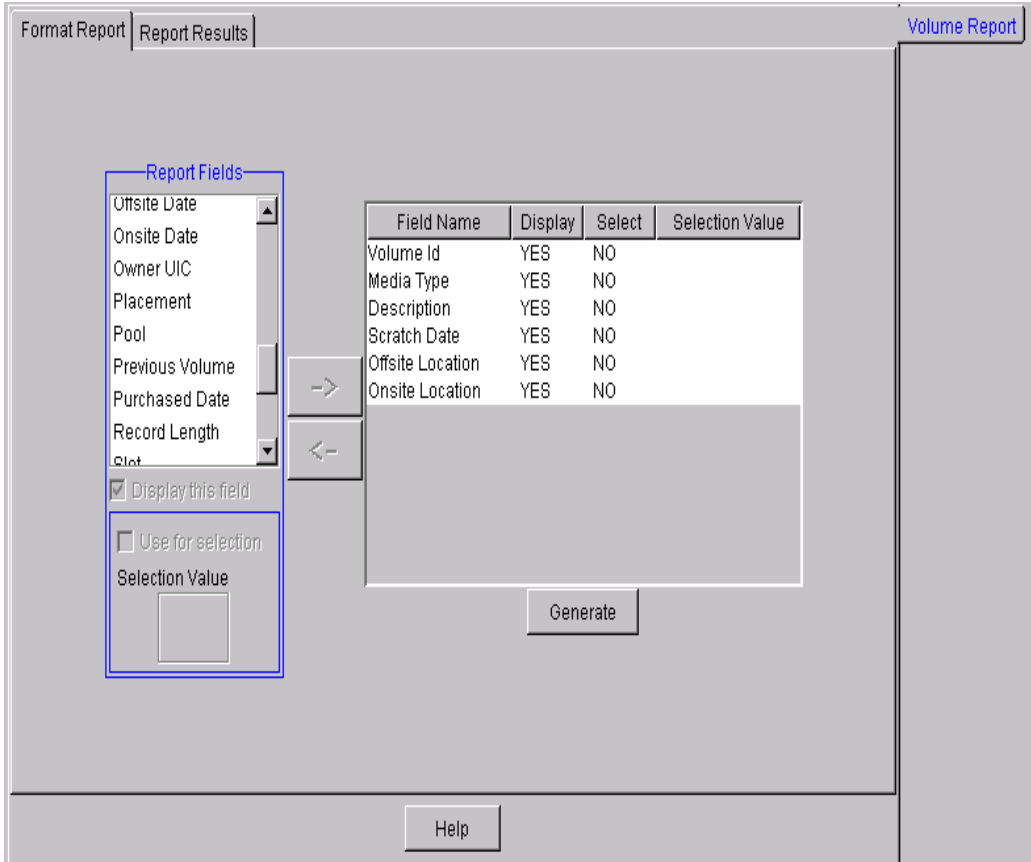 Format Report
Report Results
Volume Report
Report Fields
Offsite Date
Onsite Date
Owner UIC
Placement
Pool
Previous Volume
Purchased Date
Record Length
Slot
Display this field
Use for selection
Selection Value
->
<-
Field Name Display Select Selection Value
Volume Id YES NO
Media Type YES NO
Description YES NO
Scratch Date YES NO
Offsite Location YES NO
Onsite Location YES NO
Generate
Help